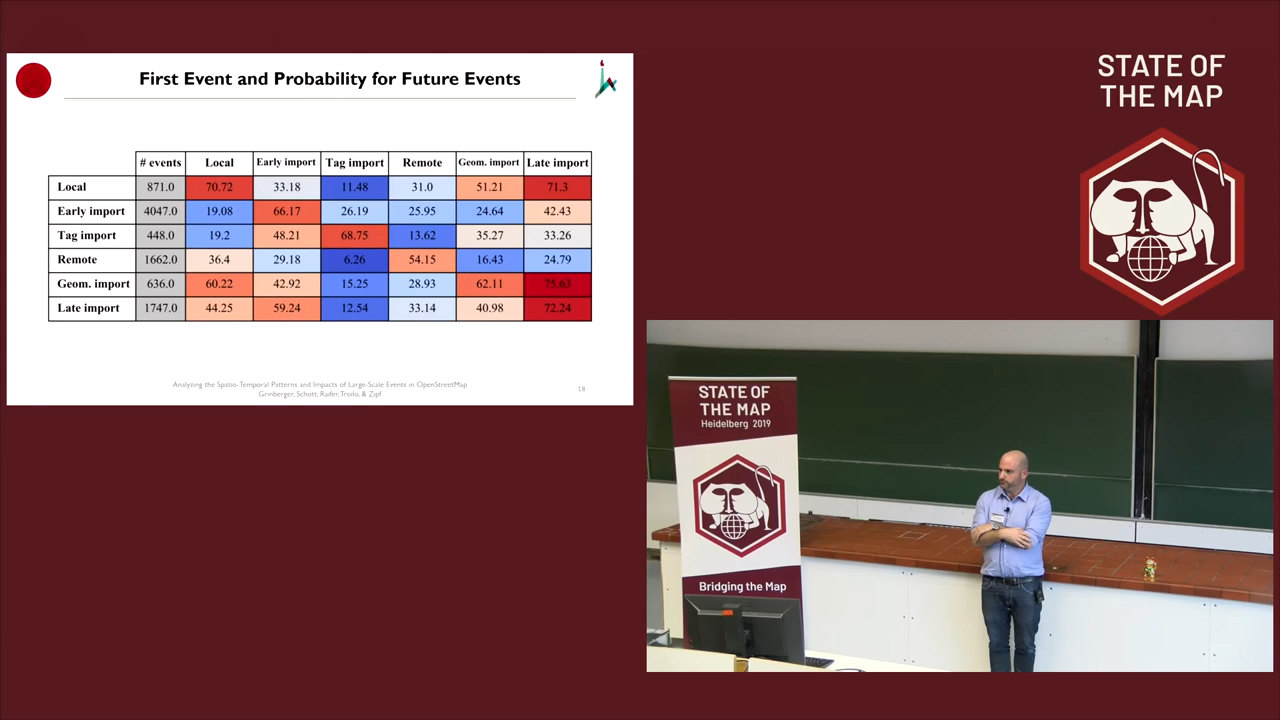 First Event and Probability for Future Events
# events Local Early import Tag import Remote Geom. import Late import
Local 871.0 70.72 33.18 11.48 31.0 51.21 71.3
Early import 4047.0 19.08 66.17 26.19 25.95 24.64 42.43
Tag import 448.0 19.2 48.21 68.75 13.62 35.27 33.26
Remote 1662.0 36.4 29.18 6.26 54.15 16.43 24.79
Geom. import 636.0 60.22 42.92 15.25 28.93 62.11 75.63
Late import 1747.0 44.25 59.24 12.54 33.14 40.98 72.24
Analyzing the Spatio-Temporal Patterns and Impacts of Large-Scale Events in OpenStreetMap
Grinberger, Schott, Raifer, Troilo, & Zipf
18
STATE OF
THE MAP
STATE OF
THE MAP
Heidelberg 2019
Bridging the Map